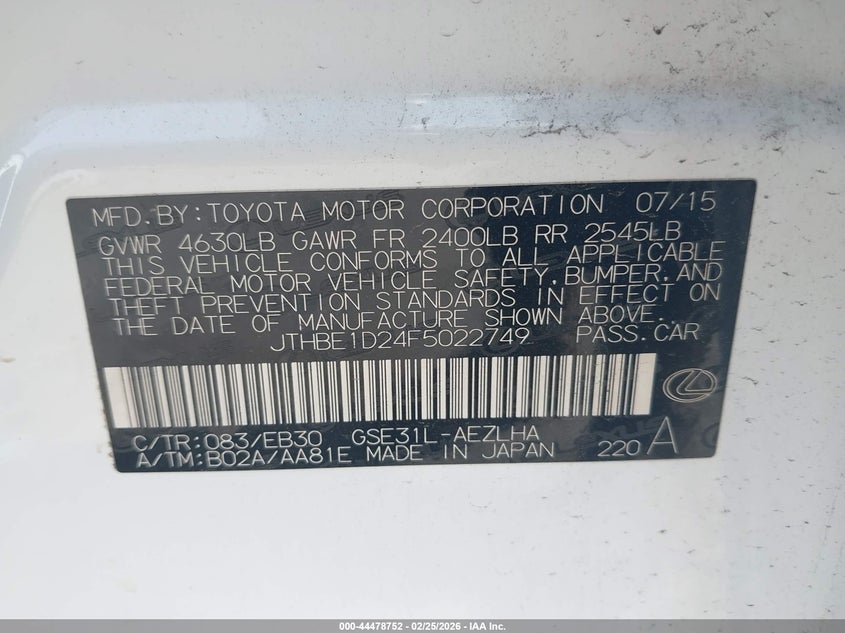 MFD.BY:TOYOTA MOTOR CORPORATION 07/15
GVWR 4630LB GAWR FR 2400LB RR 2545LB
THIS VEHICLE CONFORMS TO ALL APPLICABLE
FEDERAL MOTOR VEHICLE SAFETY,BUMPER,AND
THEFT PREVENTION STANDARDS IN EFFECT ON
THE DATE OF MANUFACTURE SHOWN ABOVE.
JTHBE1D24F5022749 PASS.CAR
C/TR:083/EB30 GSE31L-AEZLHA
A/TM:B02A/AA81E MADE IN JAPAN 220 A
000-44478752 | 02/25/2026 - IAA Inc.